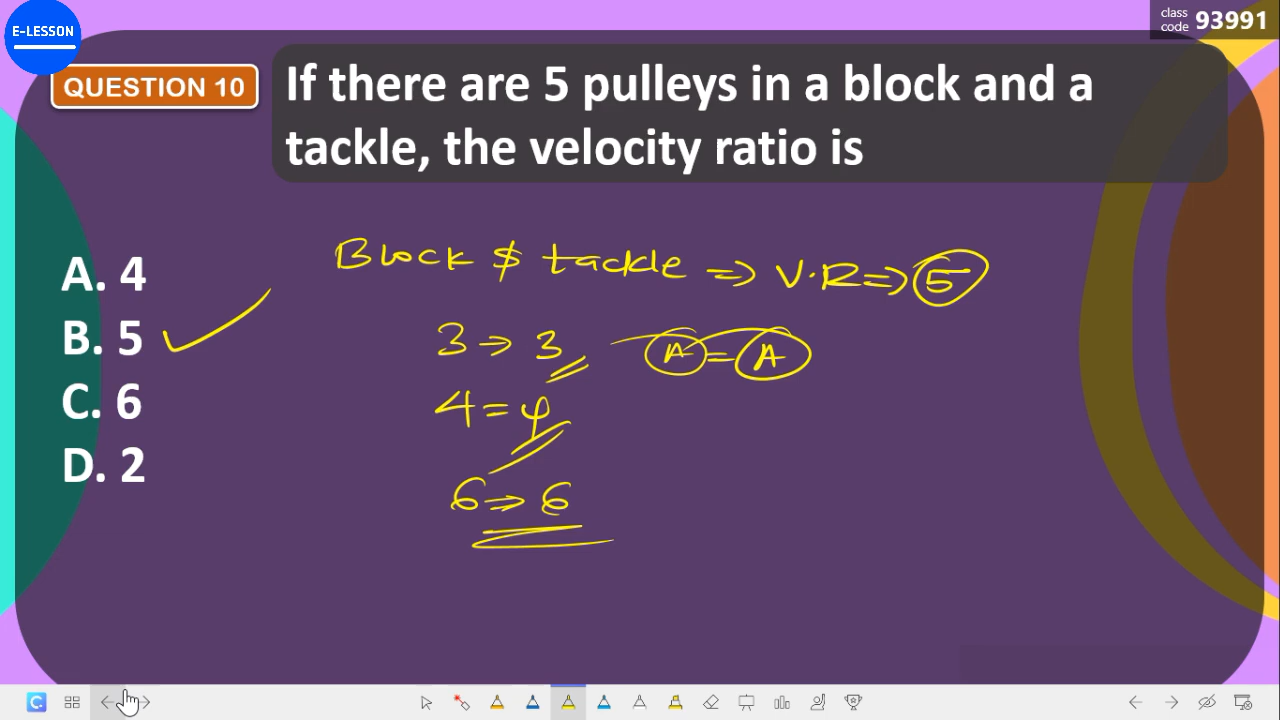 E-LESSON
class code 93991
QUESTION 10
If there are 5 pulleys in a block and a
tackle, the velocity ratio is
Block $ tackle => V.R => 5
A. 4
B. 5
C. 6
D. 2
3 → 3
A = A
4 = 4
6 => 6